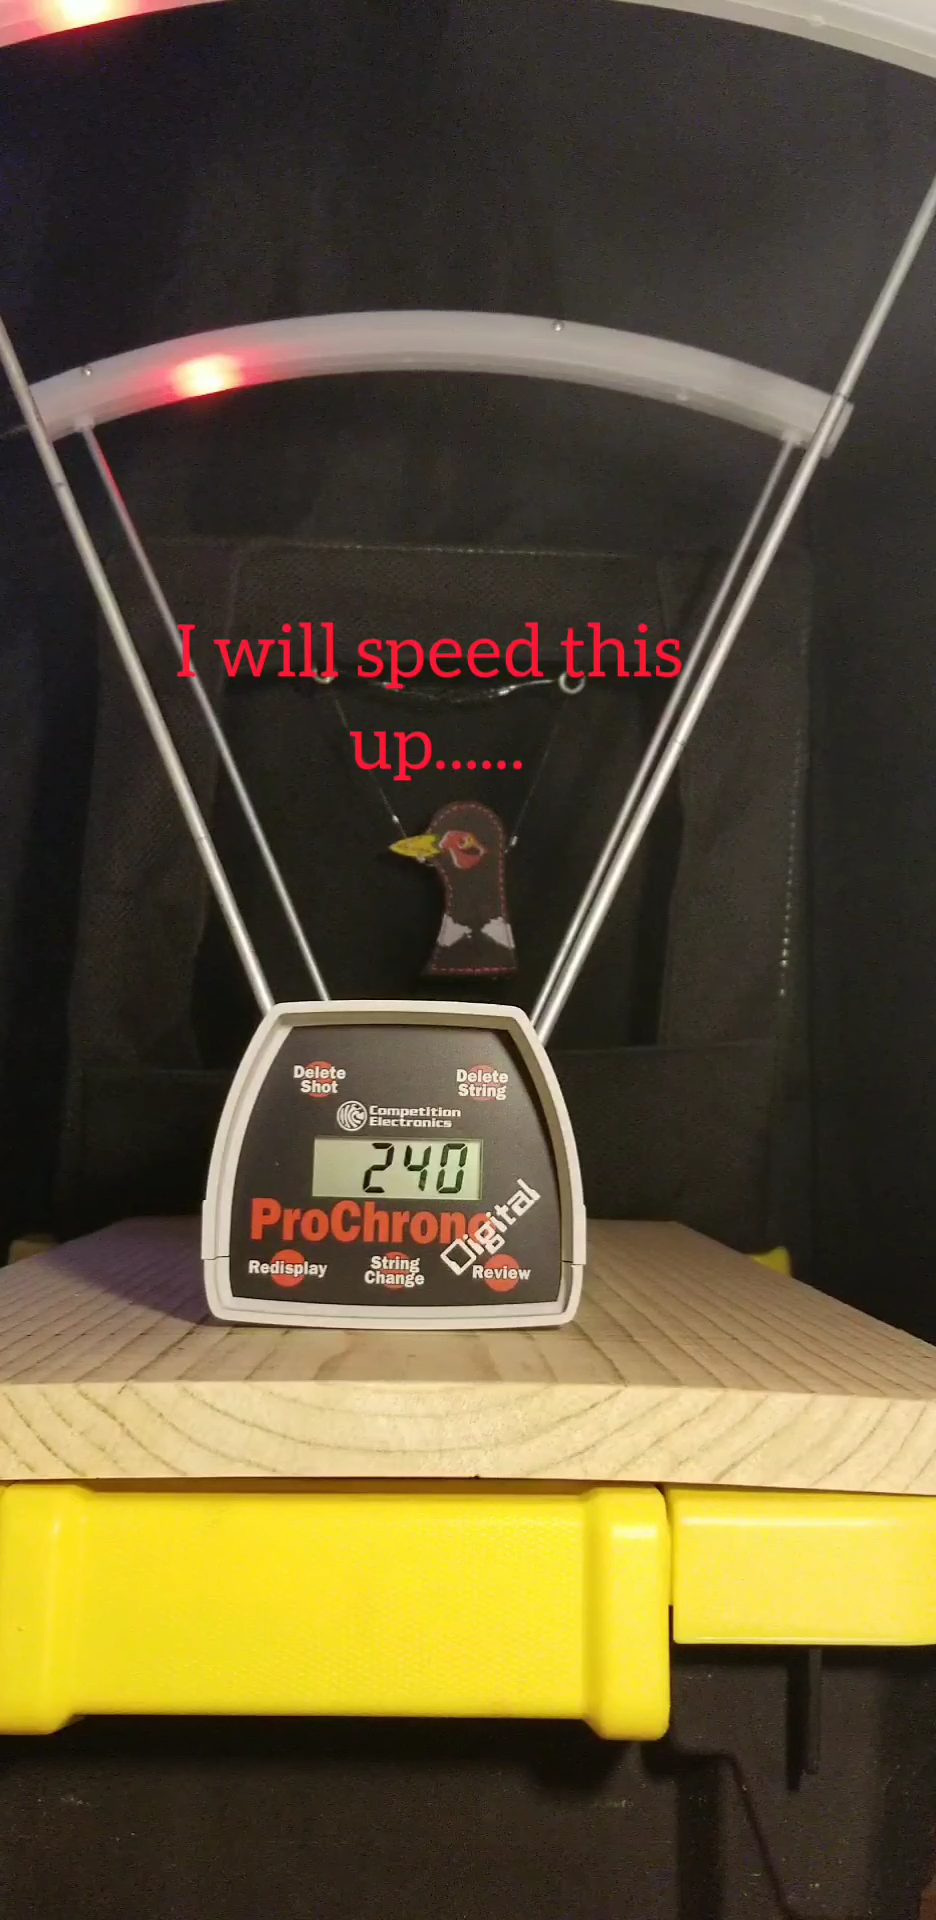 I will speed this
up......
Delete
Shot
Delete
String
Competition
Electronics
240
ProChrono
Digital
Redisplay
String
Change
Review